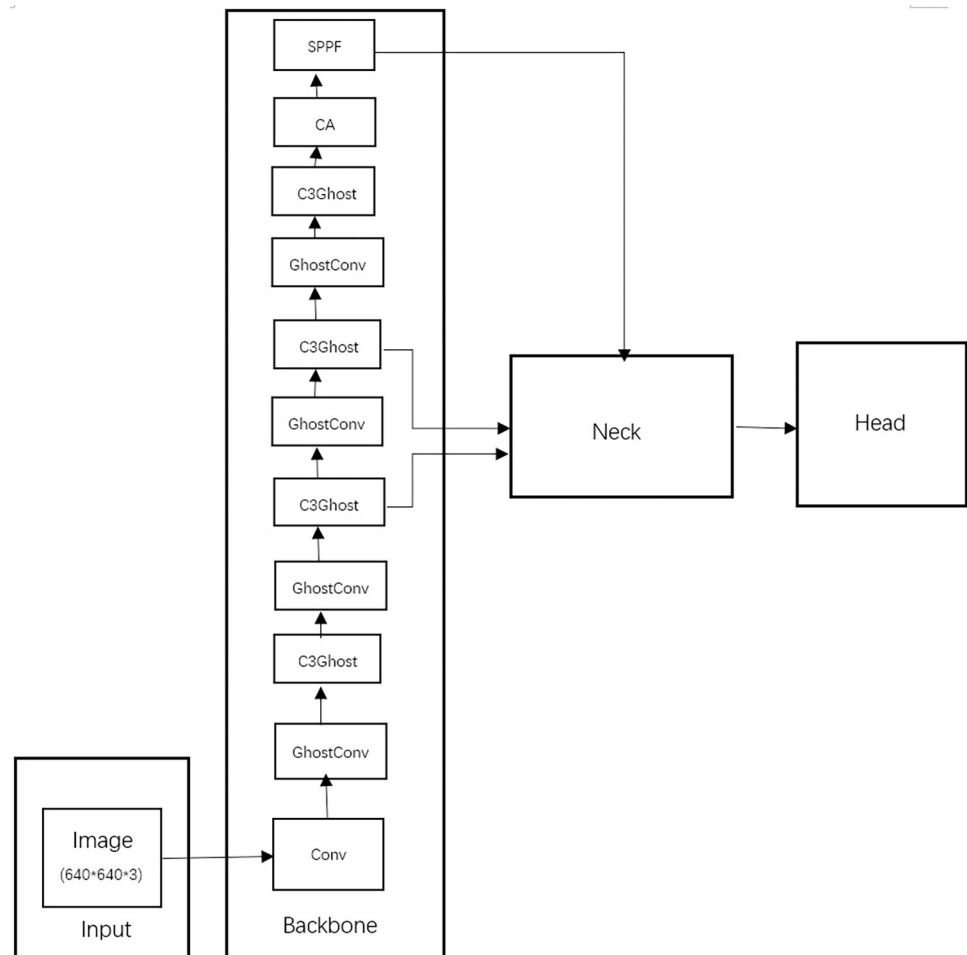 SPPF
CA
C3Ghost
GhostConv
C3Ghost
GhostConv
C3Ghost
GhostConv
C3Ghost
GhostConv
Conv
Backbone
Image
(640*640*3)
Input
Neck
Head